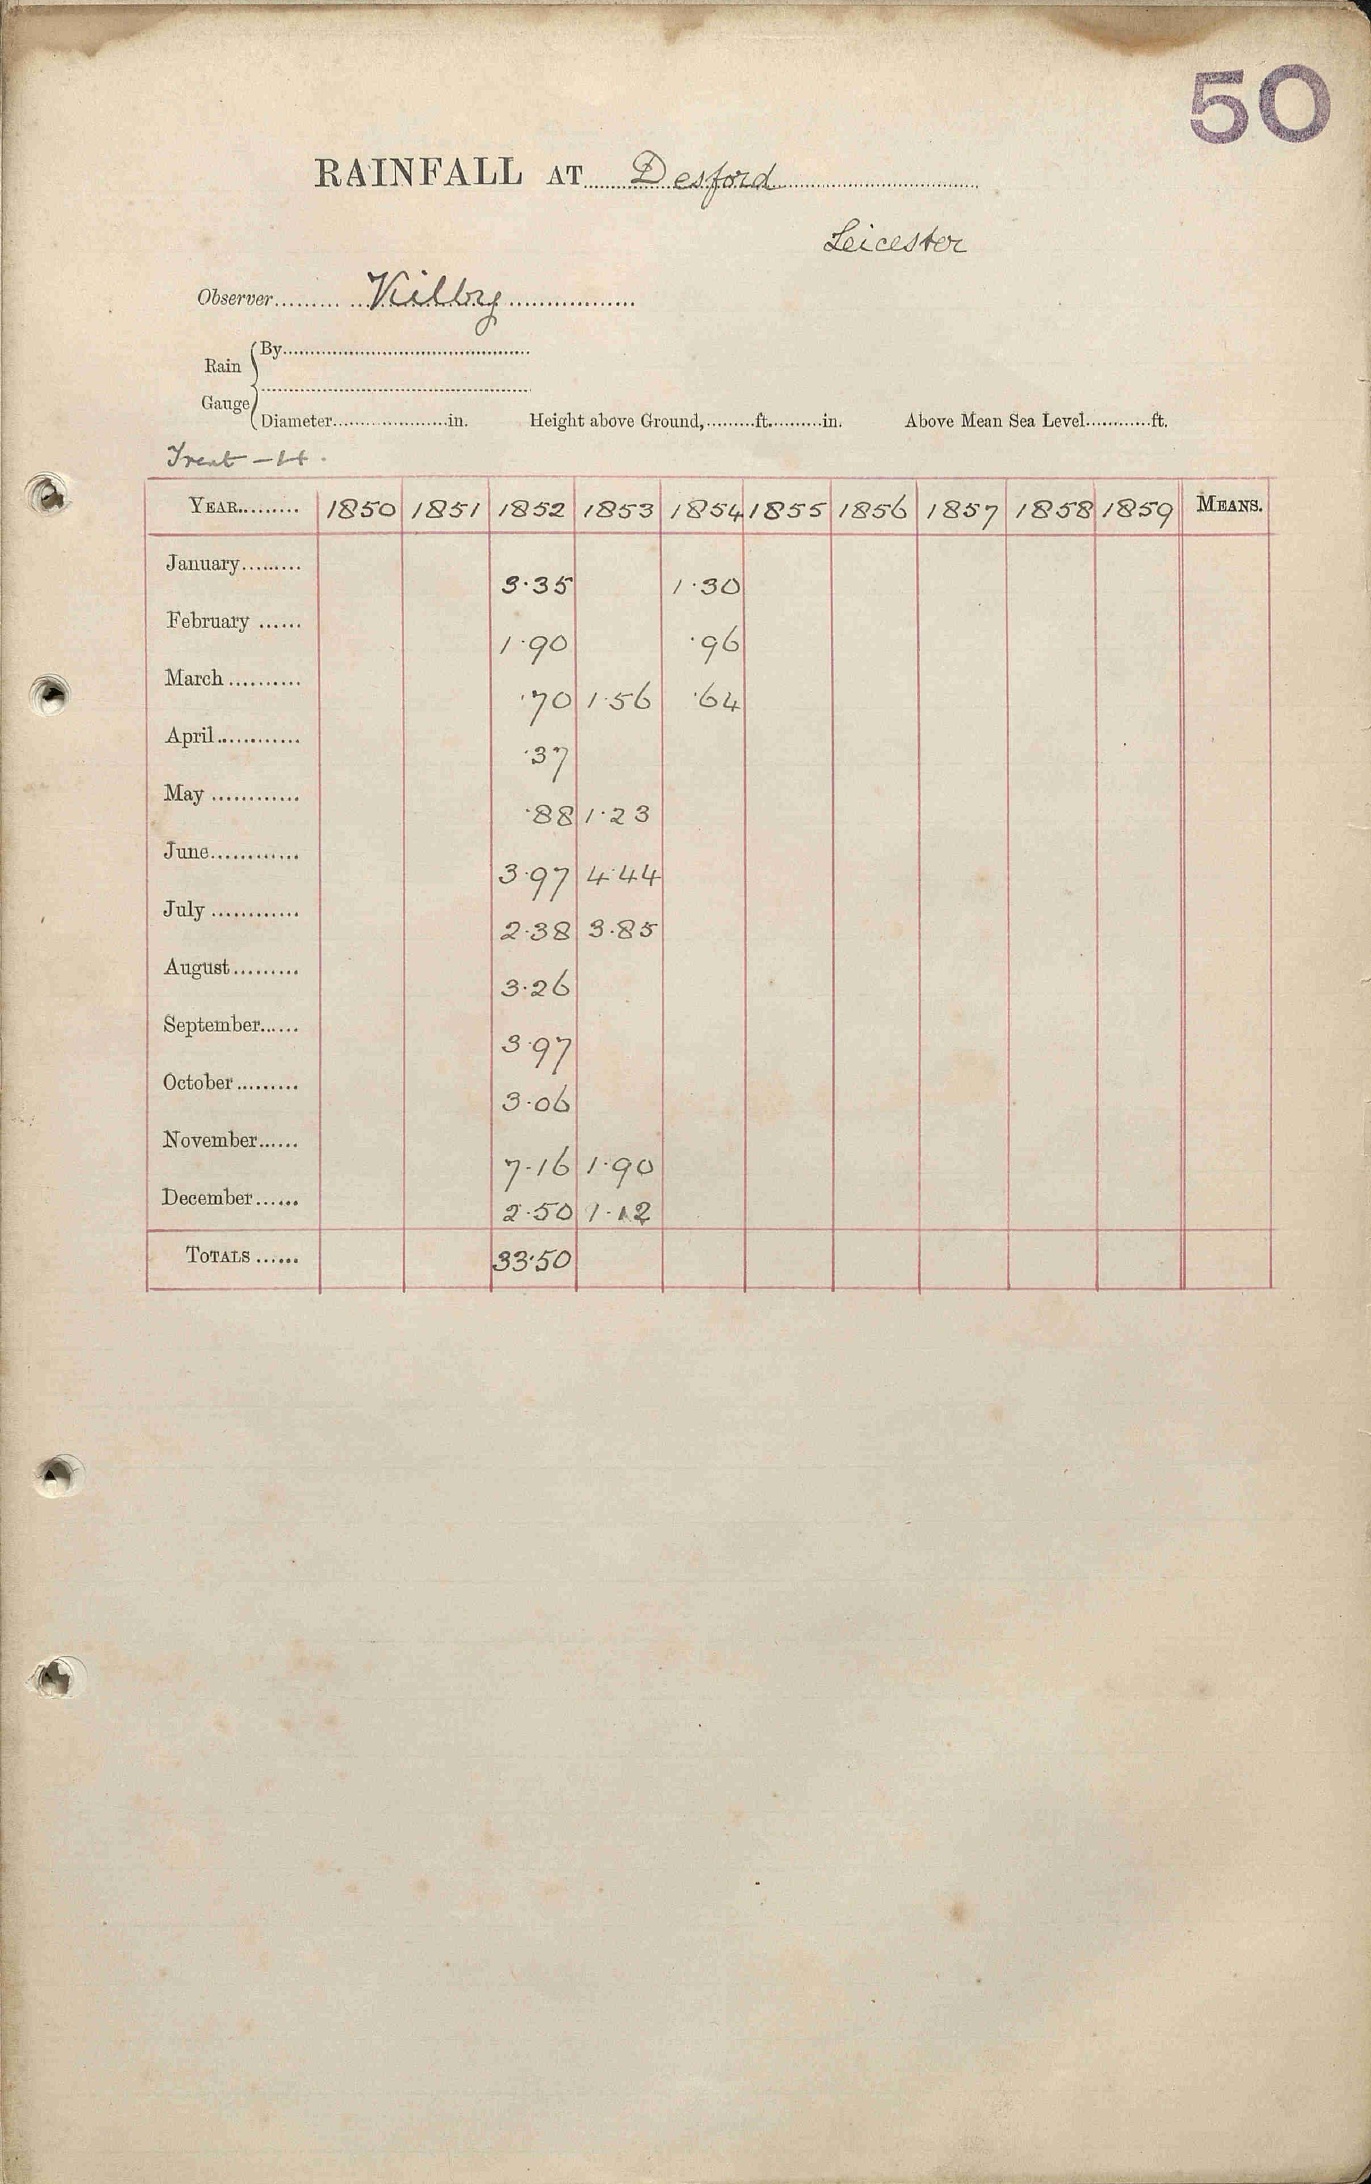 50
RAINFALL AT Desford
Leicester
Observer Kilby
Rain Gauge { By
Diameter in. Height above Ground, ft. in. Above Mean Sea Level ft.
Trent
YEAR 1850 1851 1852 1853 1854 1855 1856 1857 1858 1859 MEANS.
January 3.35 1.30
February 1.90 .96
March .70 1.56 .64
April .37
May .88 1.23
June 3.97 4.44
July 2.38 3.85
August 3.26
September 3.97
October 3.06
November 7.16 1.90
December 2.50 1.12
TOTALS 33.50